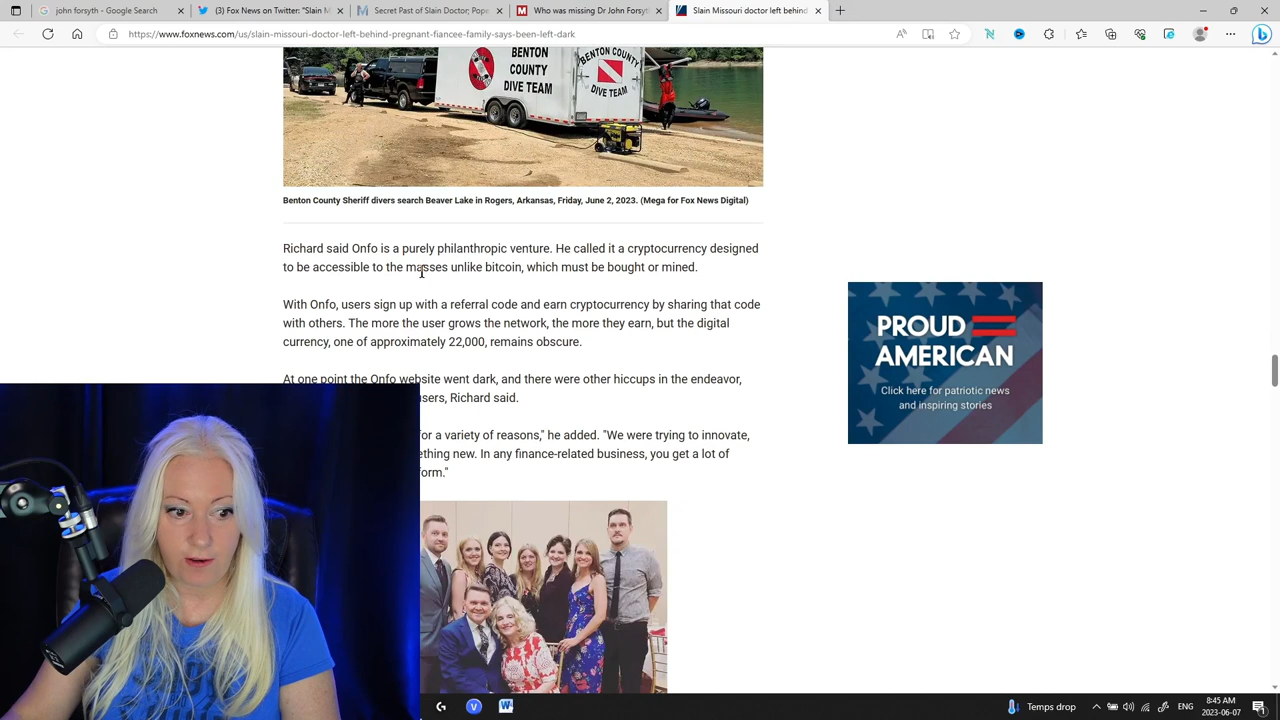 john forsyth - Google Search
(3) Fox News on Twitter: "Slain M
Secret Past of Slain Doctor Leste
Who was missing Dr John Forsyt
Slain Missouri doctor left behind
https://www.foxnews.com/us/slain-missouri-doctor-left-behind-pregnant-fiancee-family-says-been-left-dark
BENTON
COUNTY
DIVE TEAM
BENTON COUNTY
DIVE TEAM
Benton County Sheriff divers search Beaver Lake in Rogers, Arkansas, Friday, June 2, 2023. (Mega for Fox News Digital)
Richard said Onfo is a purely philanthropic venture. He called it a cryptocurrency designed
to be accessible to the masses unlike bitcoin, which must be bought or mined.
With Onfo, users sign up with a referral code and earn cryptocurrency by sharing that code
with others. The more the user grows the network, the more they earn, but the digital
currency, one of approximately 22,000, remains obscure.
At one point the Onfo website went dark, and there were other hiccups in the endeavor,
users, Richard said.
for a variety of reasons," he added. "We were trying to innovate,
ething new. In any finance-related business, you get a lot of
form."
PROUD
AMERICAN
Click here for patriotic news
and inspiring stories
Temps drop
ENG
8:45 AM
2023-06-07